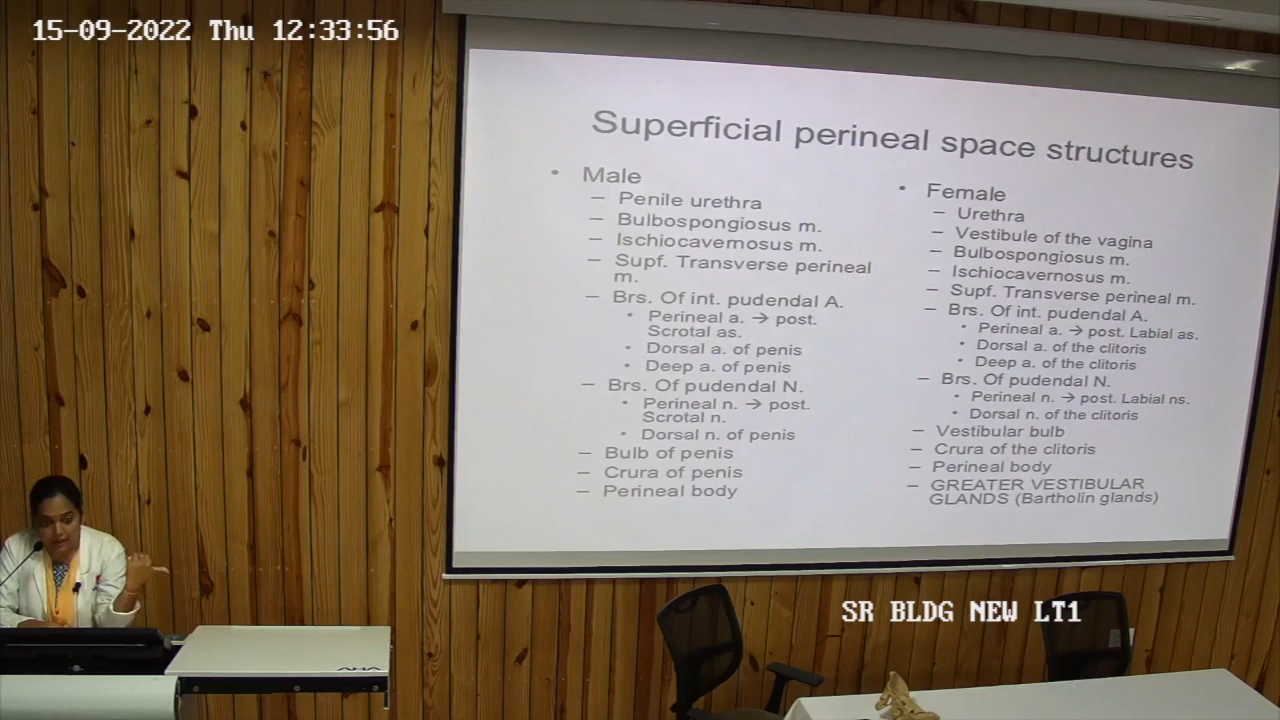 15-09-2022 Thu 12:33:56
Superficial perineal space structures
• Male
– Penile urethra
– Bulbospongiosus m.
– Ischiocavernosus m.
– Supf. Transverse perineal
m.
– Brs. Of int. pudendal A.
• Perineal a. → post.
Scrotal as.
• Dorsal a. of penis
• Deep a. of penis
– Brs. Of pudendal N.
• Perineal n. → post.
Scrotal n.
• Dorsal n. of penis
– Bulb of penis
– Crura of penis
– Perineal body
• Female
– Urethra
– Vestibule of the vagina
– Bulbospongiosus m.
– Ischiocavernosus m.
– Supf. Transverse perineal m.
– Brs. Of int. pudendal A.
• Perineal a. → post. Labial as.
• Dorsal a. of the clitoris
• Deep a. of the clitoris
– Brs. Of pudendal N.
• Perineal n. → post. Labial ns.
• Dorsal n. of the clitoris
– Vestibular bulb
– Crura of the clitoris
– Perineal body
– GREATER VESTIBULAR
GLANDS (Bartholin glands)
SR BLDG NEW LT1